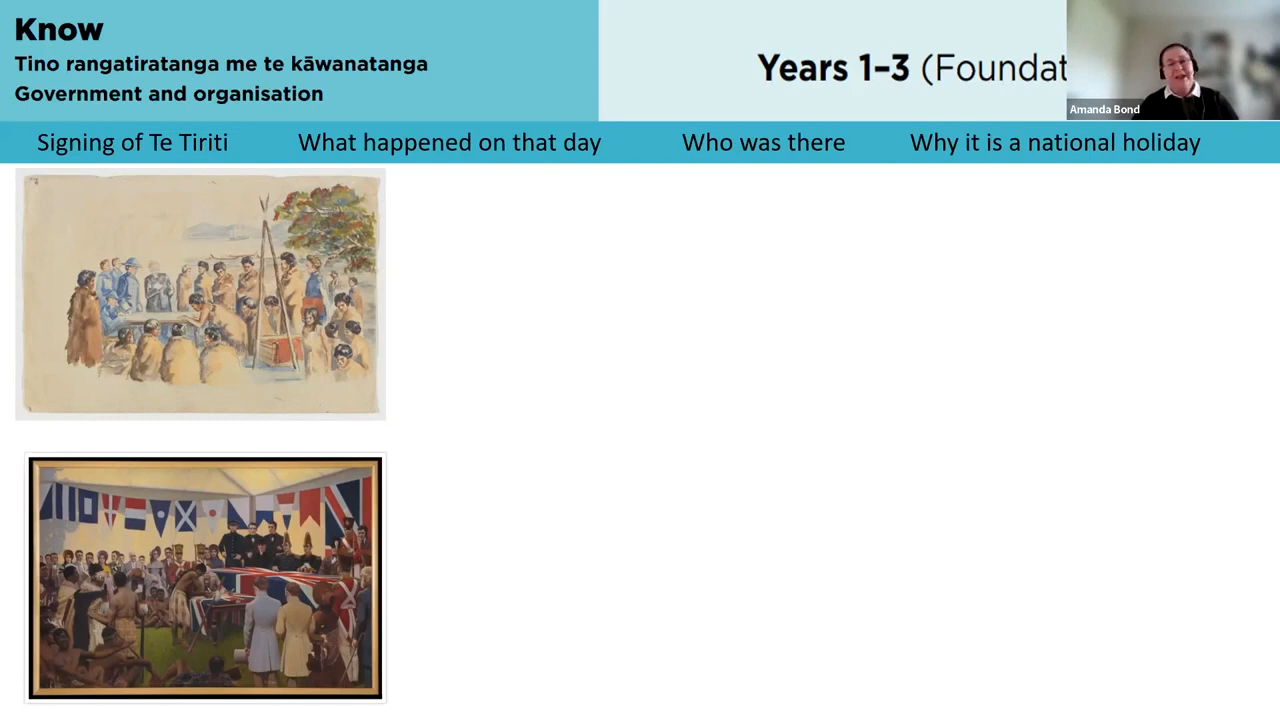 Know
Tino rangatiratanga me te kāwanatanga
Government and organisation
Years 1–3 (Foundat
Amanda Bond
Signing of Te Tiriti
What happened on that day
Who was there
Why it is a national holiday